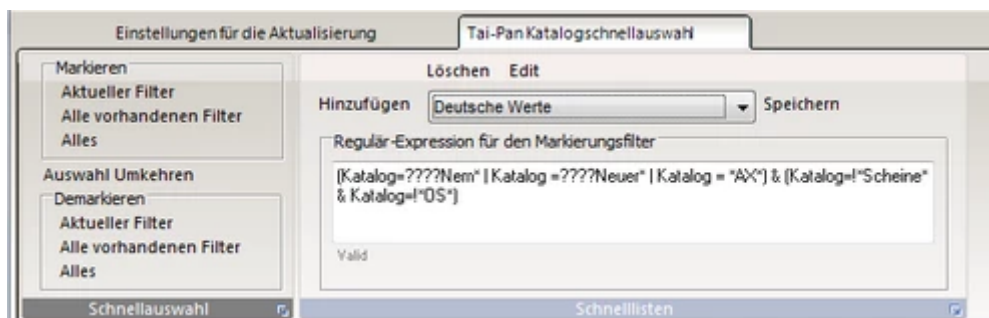 Einstellungen für die Aktualisierung
Tai-Pan Katalogschnellauswahl
Markieren
Aktueller Filter
Alle vorhandenen Filter
Alles
Auswahl Umkehren
Demarkieren
Aktueller Filter
Alle vorhandenen Filter
Alles
Schnellauswahl
Löschen Edit
Hinzufügen Deutsche Werte Speichern
Regulär-Expression für den Markierungsfilter
(Katalog=????Nem* | Katalog =????Neuer* | Katalog = *AX*) & (Katalog=!*Scheine*
& Katalog=!*OS*)
Valid
Schnelllisten